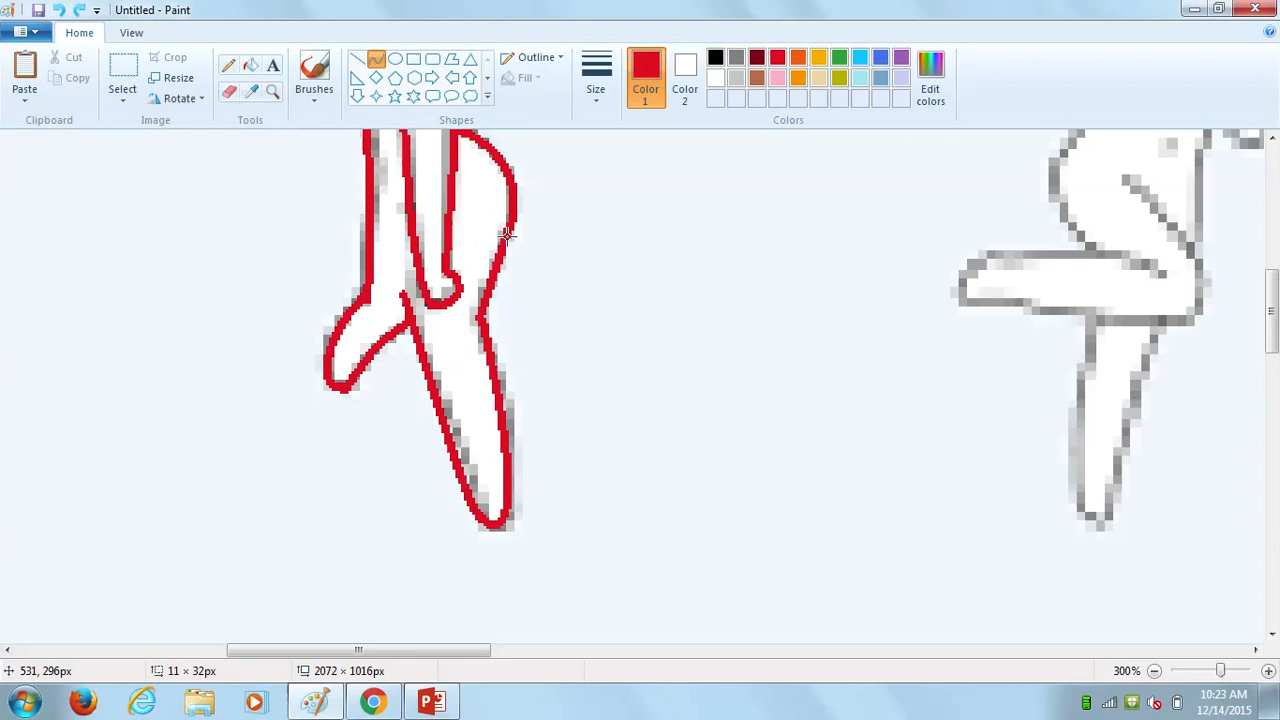 Untitled - Paint
Home View
Paste
Cut
Copy
Clipboard
Select
Crop
Resize
Rotate
Image
A
Tools
Brushes
Outline
Fill
Shapes
Size
Color
1
Color
2
Edit
colors
Colors
531, 296px 11 × 32px 2072 × 1016px 300%
10:23 AM
12/14/2015